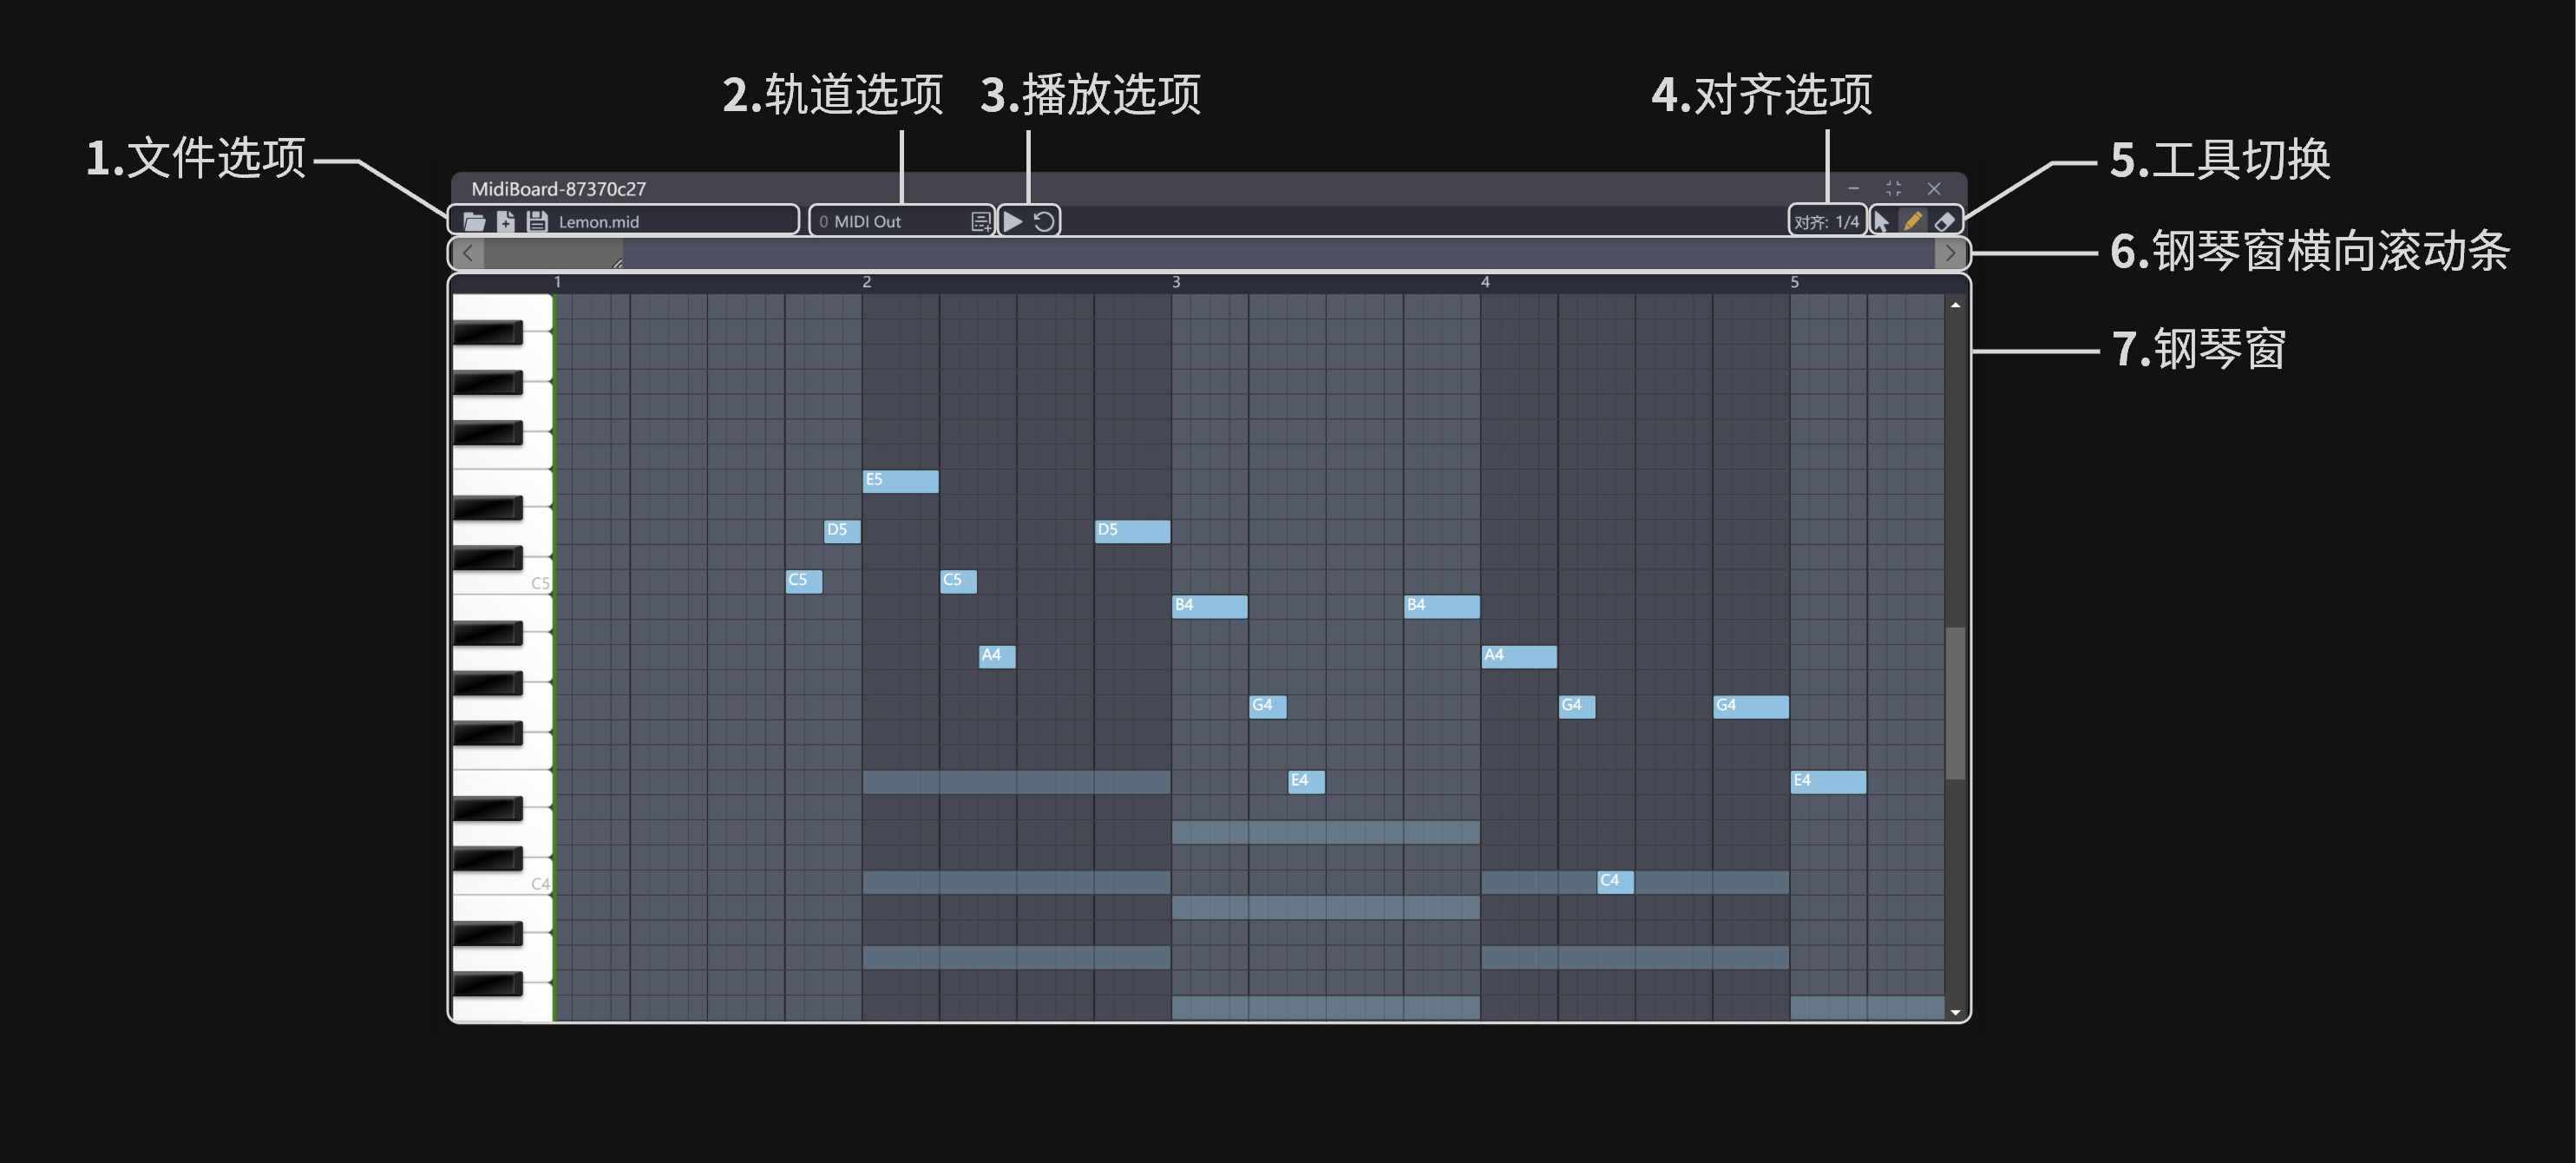 2.轨道选项 3.播放选项 4.对齐选项
1.文件选项
5.工具切换
MidiBoard-87370c27
Lemon.mid 0 MIDI Out 对齐: 1/4
6.钢琴窗横向滚动条
1 2 3 4 5
7.钢琴窗
E5
D5 D5
C5 C5 C5
B4 B4
A4 A4
G4 G4 G4
E4 E4
C4 C4